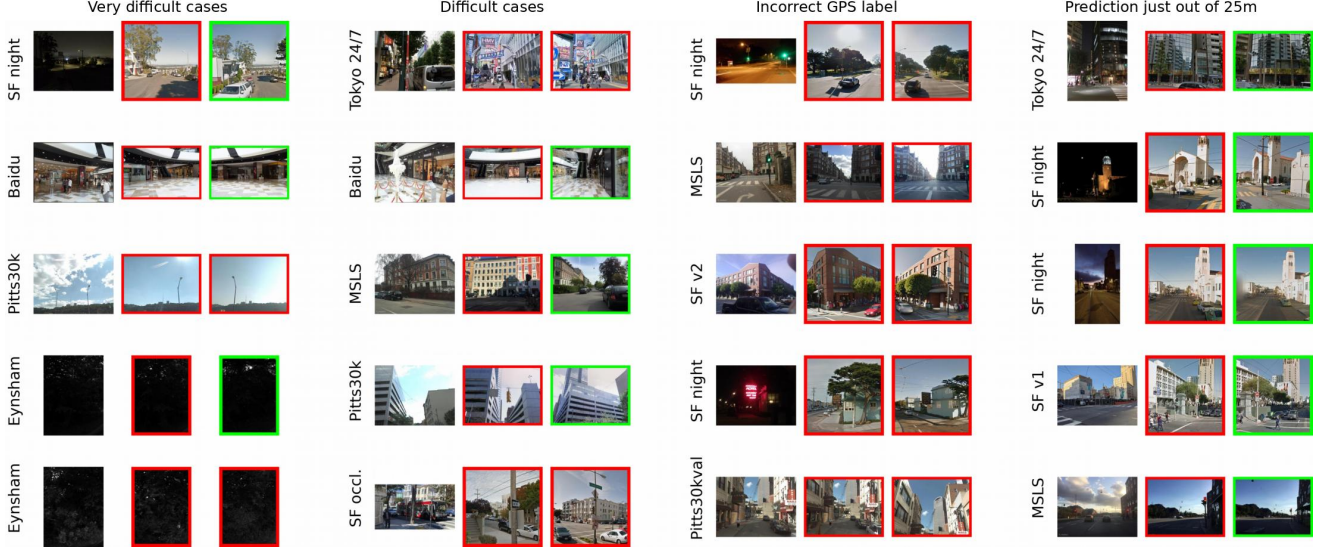 Very difficult cases
Difficult cases
Incorrect GPS label
Prediction just out of 25m
SF night
Tokyo 24/7
SF night
Tokyo 24/7
Baidu
Baidu
MSLS
SF night
Pitts30k
MSLS
SF v2
SF night
Eynsham
Pitts30k
SF night
SF v1
Eynsham
SF occl.
Pitts30kval
MSLS